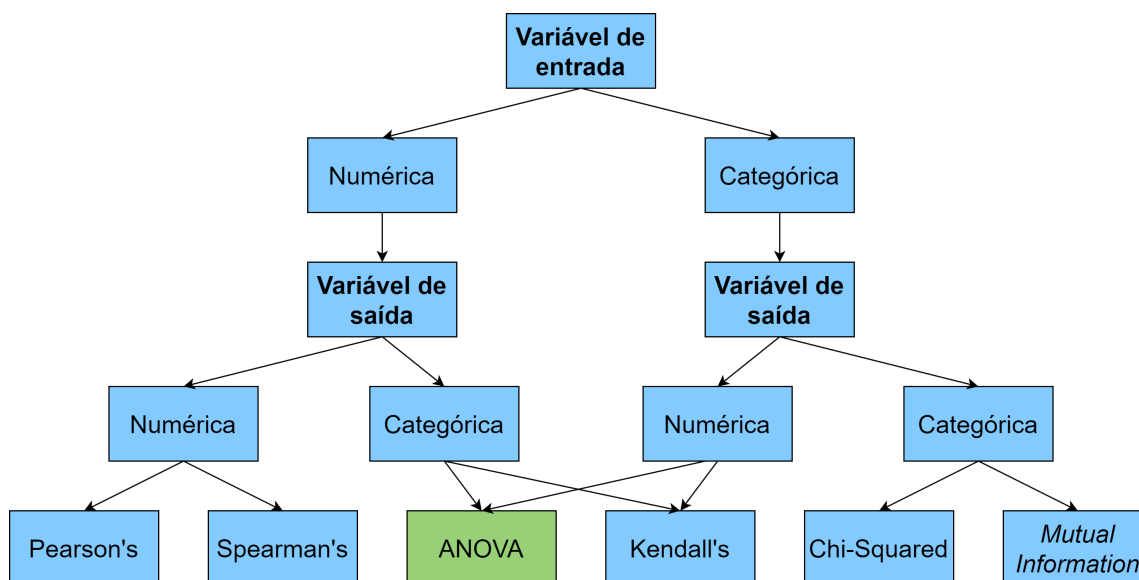 Variável de
entrada
Numérica
Categórica
Variável de
saída
Variável de
saída
Numérica
Categórica
Numérica
Categórica
Pearson's
Spearman's
ANOVA
Kendall's
Chi-Squared
Mutual
Information